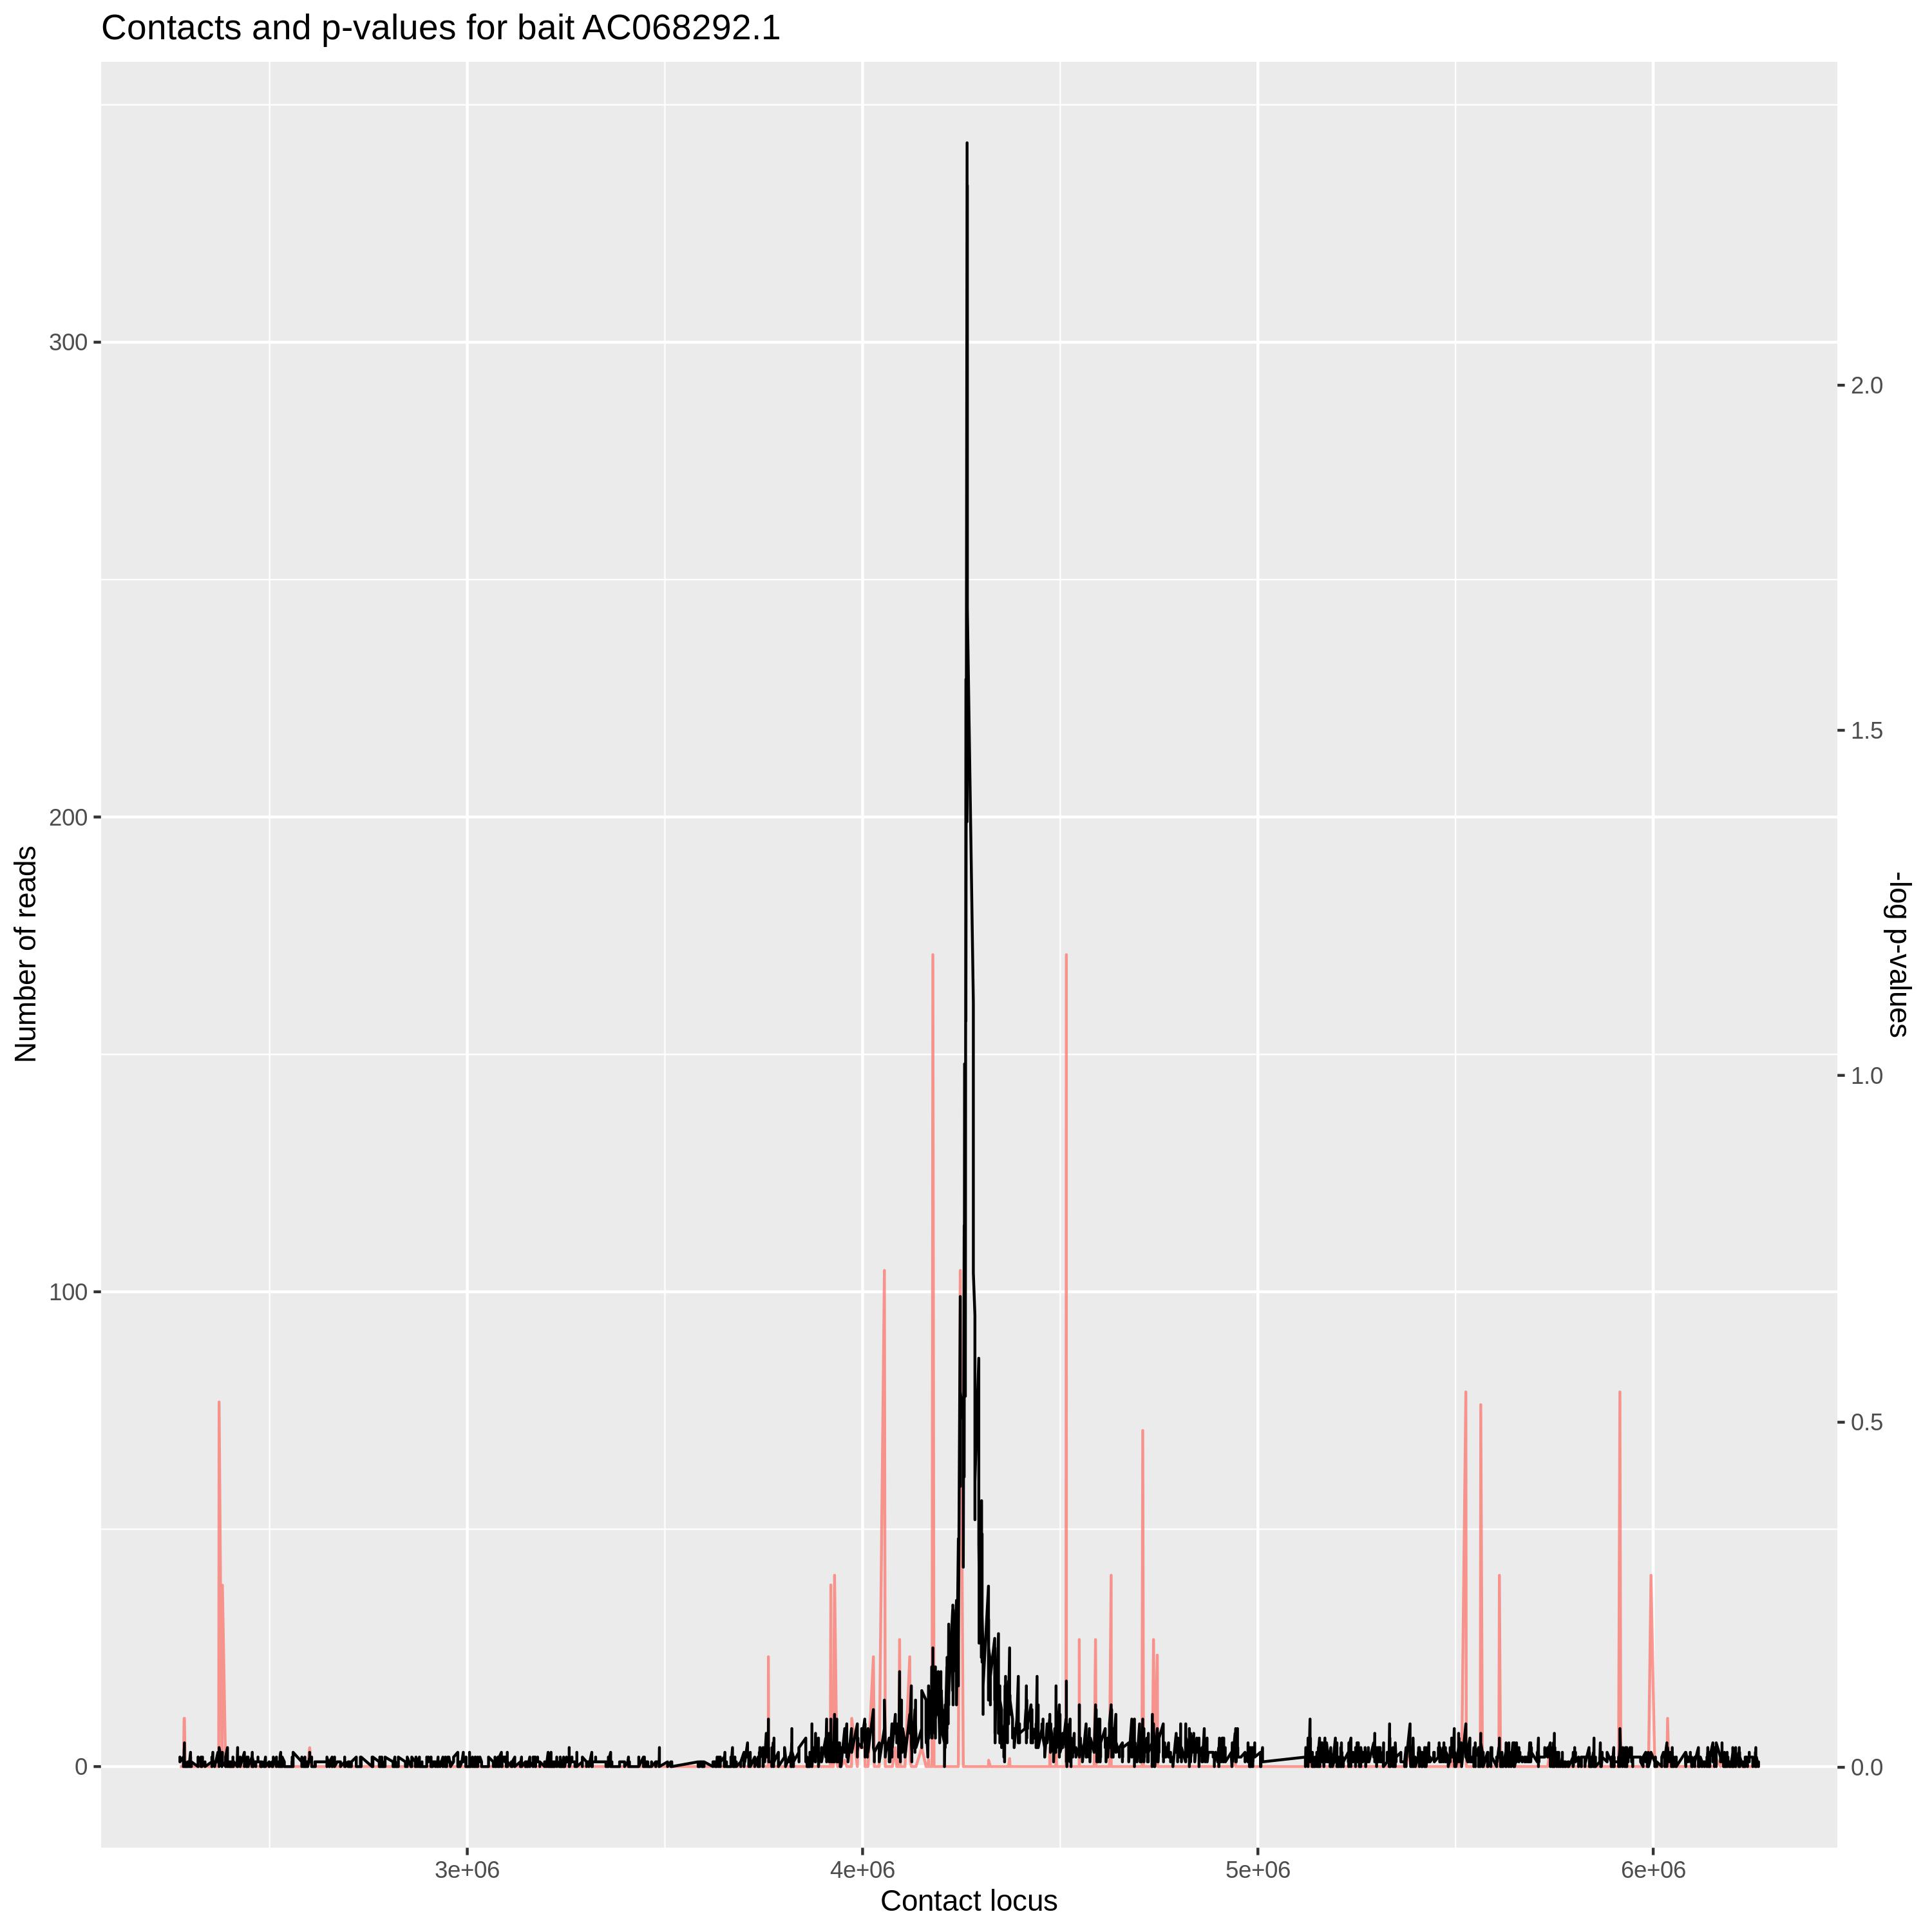 Contacts and p-values for bait AC068292.1
300
200
100
0
Number of reads
2.0
1.5
1.0
0.5
0.0
-log p-values
3e+06
4e+06
5e+06
6e+06
Contact locus